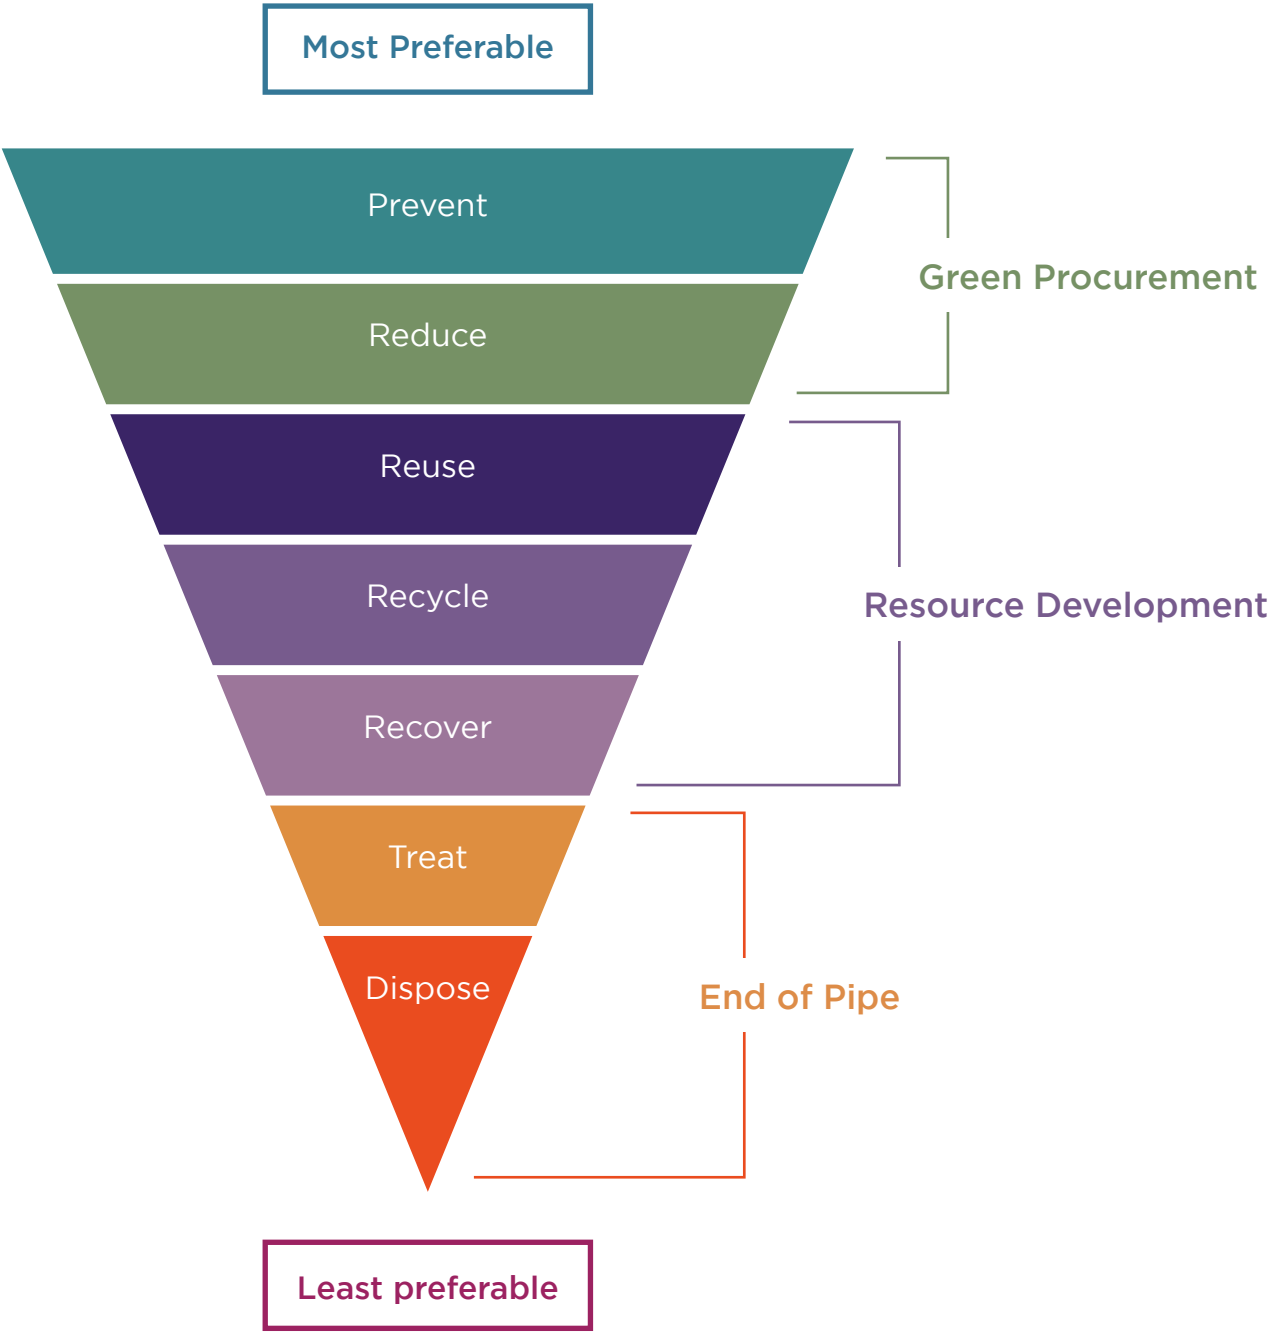 Most Preferable
Prevent
Reduce
Green Procurement
Reuse
Recycle
Resource Development
Recover
Treat
Dispose
End of Pipe
Least preferable